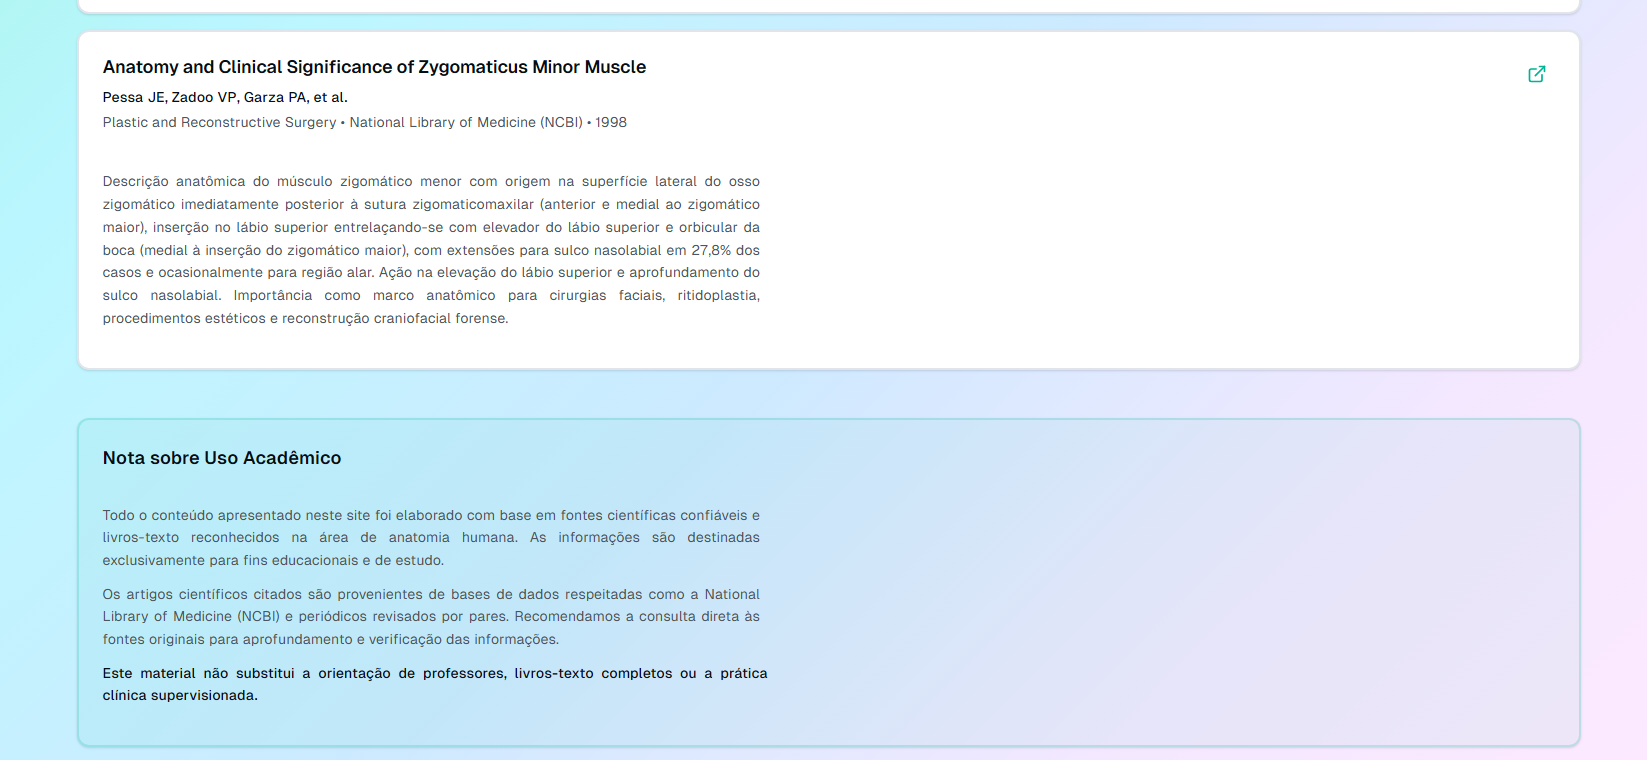 Anatomy and Clinical Significance of Zygomaticus Minor Muscle
Pessa JE, Zadoo VP, Garza PA, et al.
Plastic and Reconstructive Surgery • National Library of Medicine (NCBI) • 1998
Descrição anatômica do músculo zigomático menor com origem na superfície lateral do osso
zigomático imediatamente posterior à sutura zigomaticomaxilar (anterior e medial ao zigomático
maior), inserção no lábio superior entrelaçando-se com elevador do lábio superior e orbicular da
boca (medial à inserção do zigomático maior), com extensões para sulco nasolabial em 27,8% dos
casos e ocasionalmente para região alar. Ação na elevação do lábio superior e aprofundamento do
sulco nasolabial. Importância como marco anatômico para cirurgias faciais, ritidoplastia,
procedimentos estéticos e reconstrução craniofacial forense.
Nota sobre Uso Acadêmico
Todo o conteúdo apresentado neste site foi elaborado com base em fontes científicas confiáveis e
livros-texto reconhecidos na área de anatomia humana. As informações são destinadas
exclusivamente para fins educacionais e de estudo.
Os artigos científicos citados são provenientes de bases de dados respeitadas como a National
Library of Medicine (NCBI) e periódicos revisados por pares. Recomendamos a consulta direta às
fontes originais para aprofundamento e verificação das informações.
Este material não substitui a orientação de professores, livros-texto completos ou a prática
clínica supervisionada.